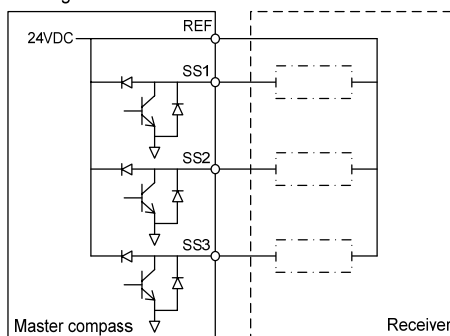 REF
24VDC
SS1
SS2
SS3
Master compass
Receiver